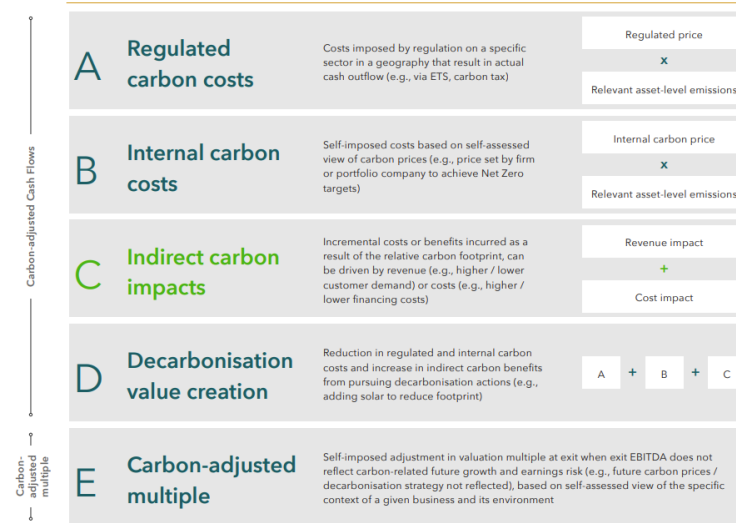 Carbon-adjusted Cash Flows
A
Regulated
carbon costs
Costs imposed by regulation on a specific
sector in a geography that result in actual
cash outflow (e.g., via ETS, carbon tax)
Regulated price
x
Relevant asset-level emissions
B
Internal carbon
costs
Self-imposed costs based on self-assessed
view of carbon prices (e.g., price set by firm
or portfolio company to achieve Net Zero
targets)
Internal carbon price
x
Relevant asset-level emissions
C
Indirect carbon
impacts
Incremental costs or benefits incurred as a
result of the relative carbon footprint, can
be driven by revenue (e.g., higher / lower
customer demand) or costs (e.g., higher /
lower financing costs)
Revenue impact
+
Cost impact
D
Decarbonisation
value creation
Reduction in regulated and internal carbon
costs and increase in indirect carbon benefits
from pursuing decarbonisation actions (e.g.,
adding solar to reduce footprint)
A + B + C
Carbon-
adjusted
multiple
E
Carbon-adjusted
multiple
Self-imposed adjustment in valuation multiple at exit when exit EBITDA does not
reflect carbon-related future growth and earnings risk (e.g., future carbon prices /
decarbonisation strategy not reflected), based on self-assessed view of the specific
context of a given business and its environment